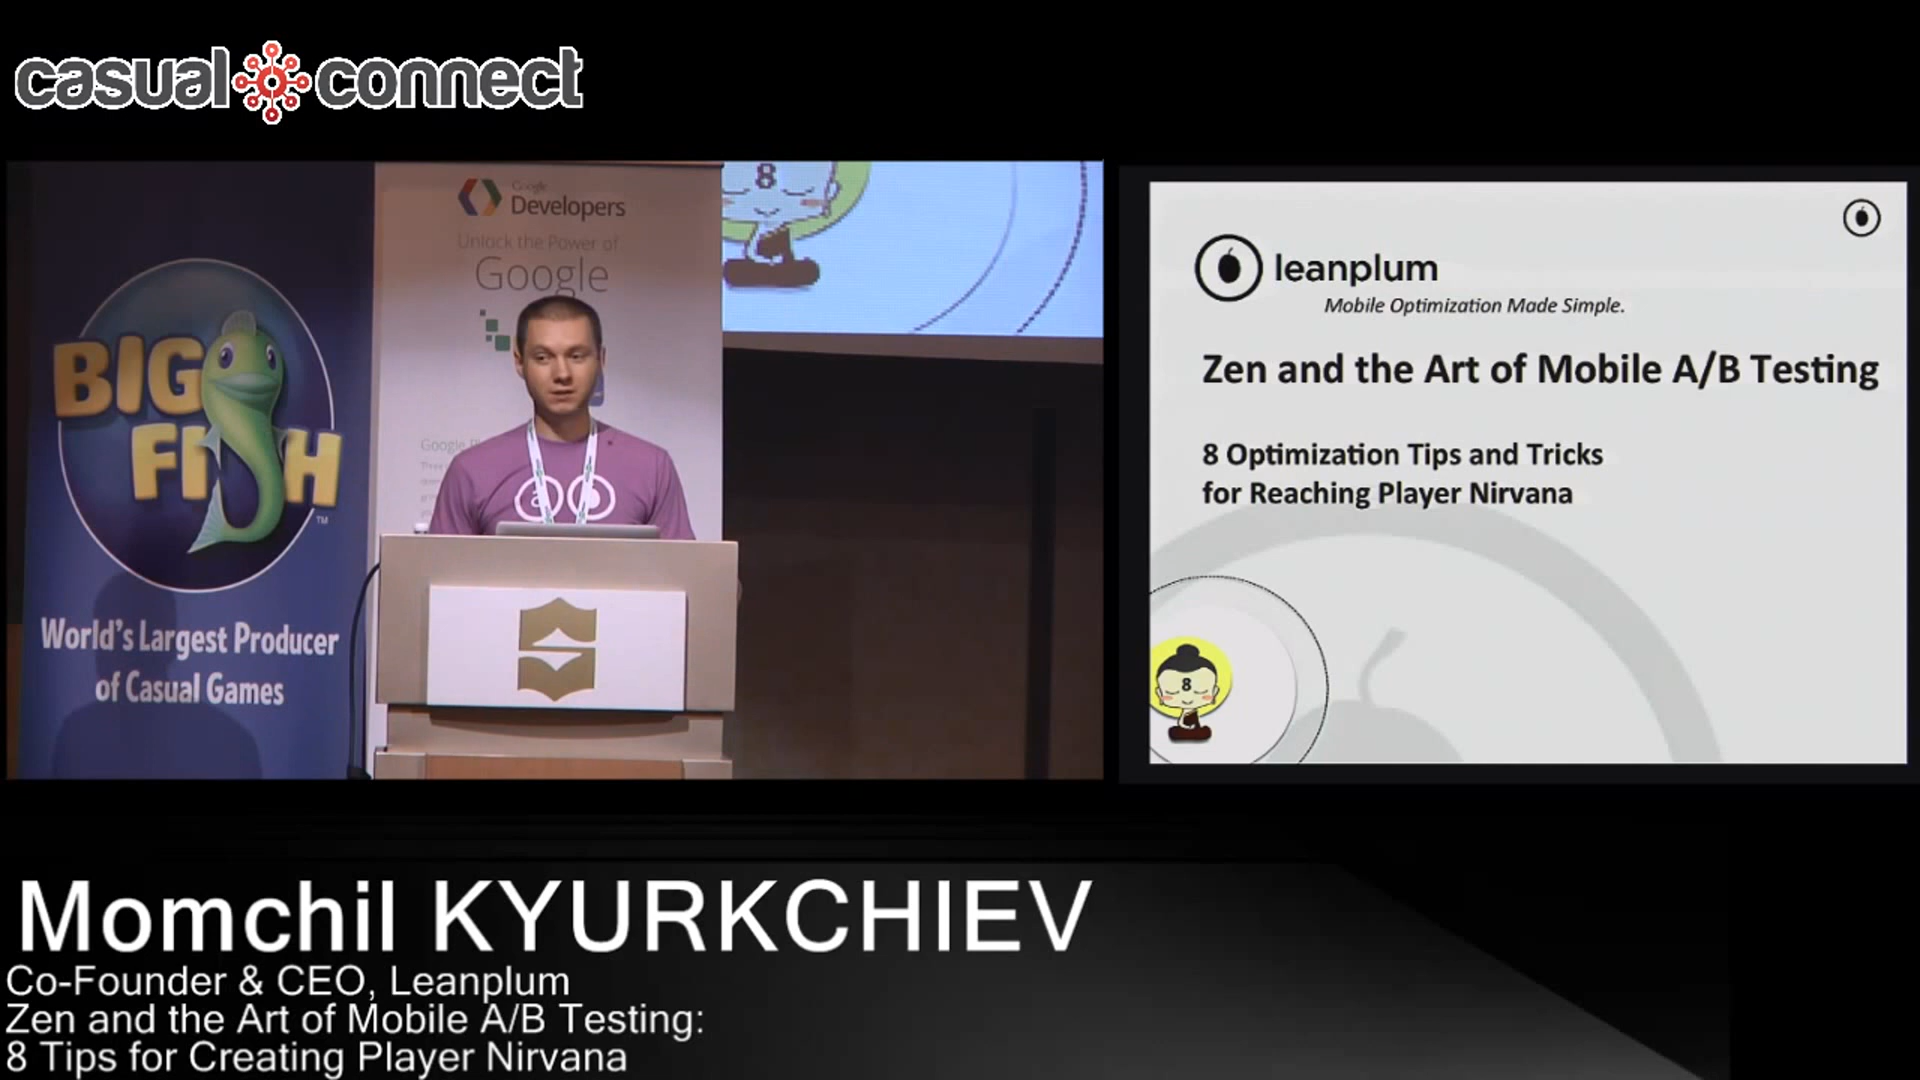 casual connect
BIG
FISH
™
World's Largest Producer
of Casual Games
Google
Developers
Unlock the Power of
Google
8
leanplum
Mobile Optimization Made Simple.
Zen and the Art of Mobile A/B Testing
8 Optimization Tips and Tricks
for Reaching Player Nirvana
8
Momchil KYURKCHIEV
Co-Founder & CEO, Leanplum
Zen and the Art of Mobile A/B Testing:
8 Tips for Creating Player Nirvana